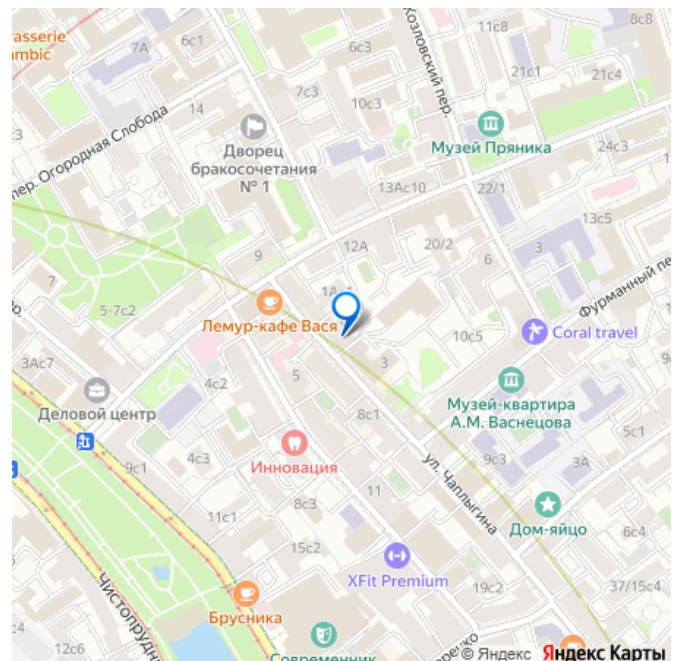 asserie
mbic
7А
6с1
6с3
11с8
8с8
Козловский пер.
21с1
21с4
7с3
10с3
14
пер. Огородная Слобода
Музей Пряника
24с3
Дворец
бракосочетания
№ 1
13Ас10
22/1
13с5
9
12А
20/2
3
6
7
5-7с2
Фурманный пе
Лемур-кафе Вася
10с5
Coral travel
3Ас7
3
4с2
5
Деловой центр
8с1
Музей-квартира
А.М. Васнецова
5с1
9с1
4с3
Инновация
ул. Чаплыгина
9с3
3А
11
8с3
Дом-яйцо
11с1
6с4
15с2
XFit Premium
19с2
37/15с4
Чистопрудн
Брусника
4
12с6
Современник
© Яндекс
Яндекс Карты